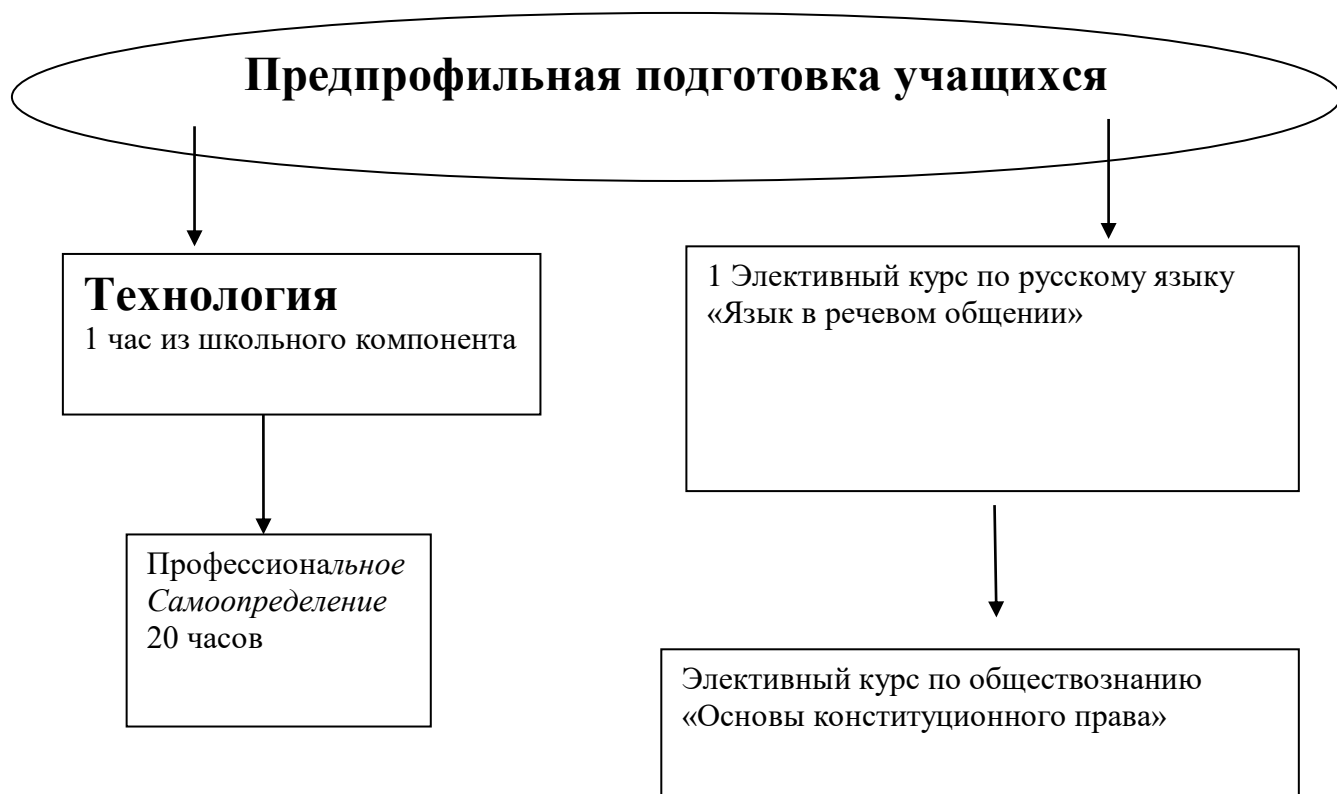 Предпрофильная подготовка учащихся
Технология
1 час из школьного компонента
1 Элективный курс по русскому языку
«Язык в речевом общении»
Профессиональное
Самоопределение
20 часов
Элективный курс по обществознанию
«Основы конституционного права»